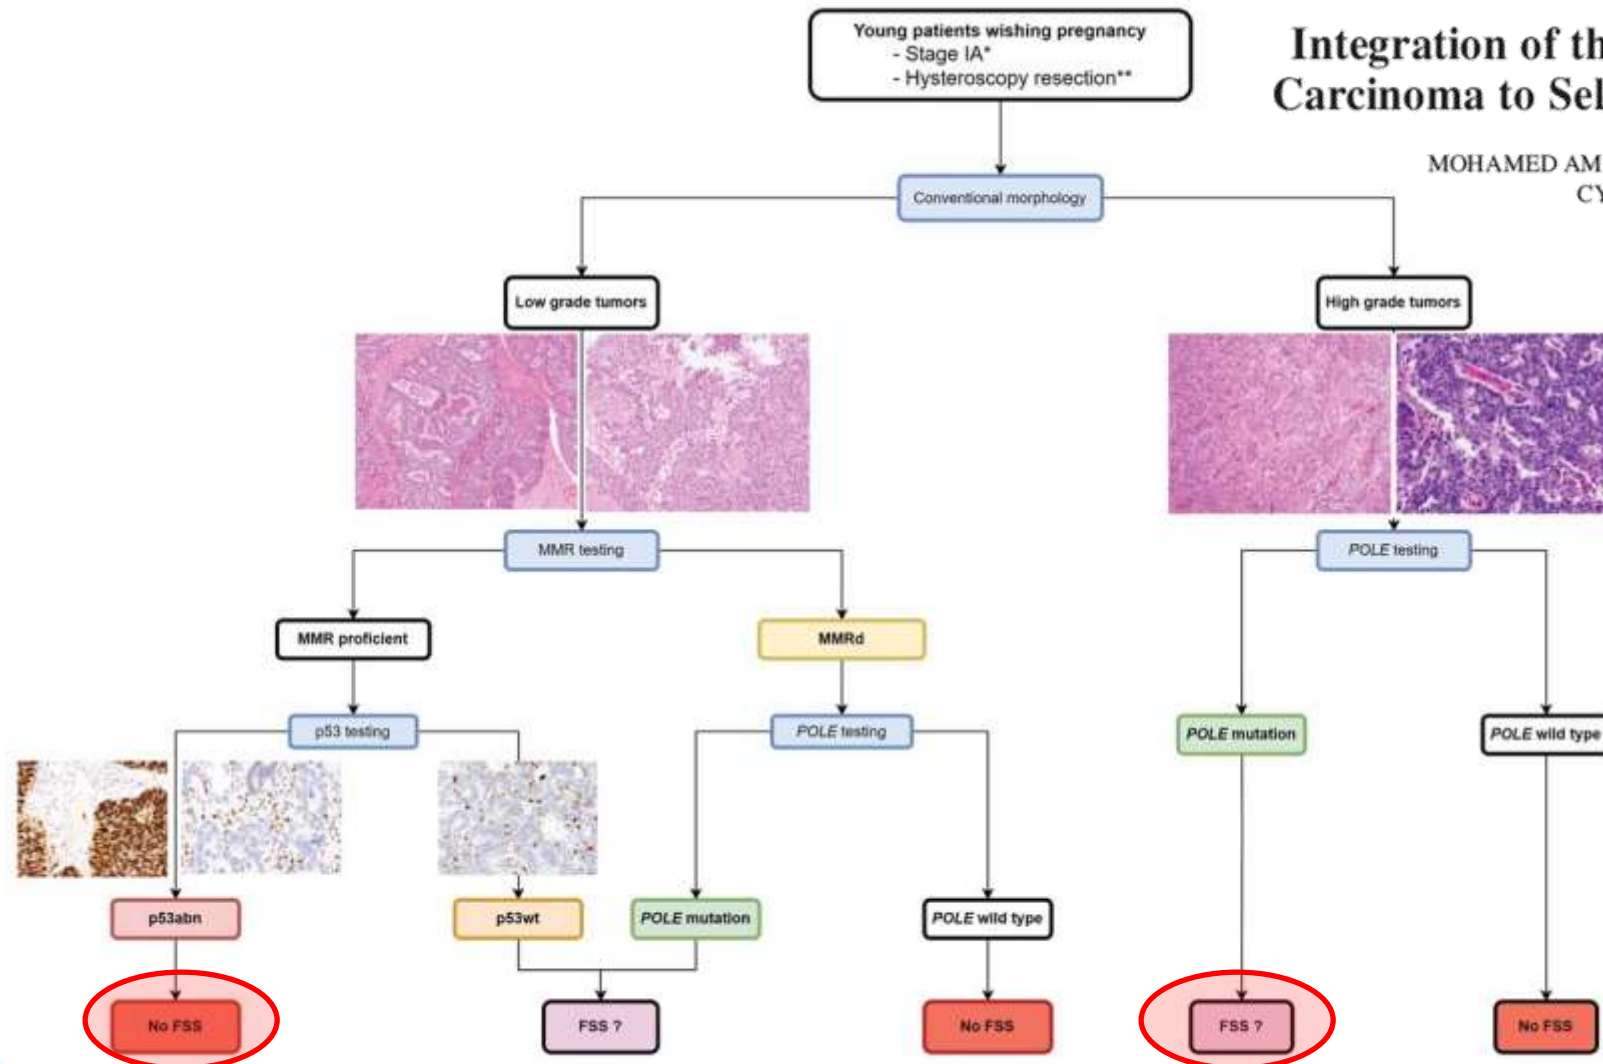 Young patients wishing pregnancy
- Stage IA*
- Hysteroscopy resection**
Integration of th
Carcinoma to Sel
MOHAMED AM
CY
Conventional morphology
Low grade tumors
High grade tumors
MMR testing
POLE testing
MMR proficient
MMRd
p53 testing
POLE testing
POLE mutation
POLE wild type
p53abn
p53wt
POLE mutation
POLE wild type
No FSS
FSS ?
No FSS
FSS ?
No FSS